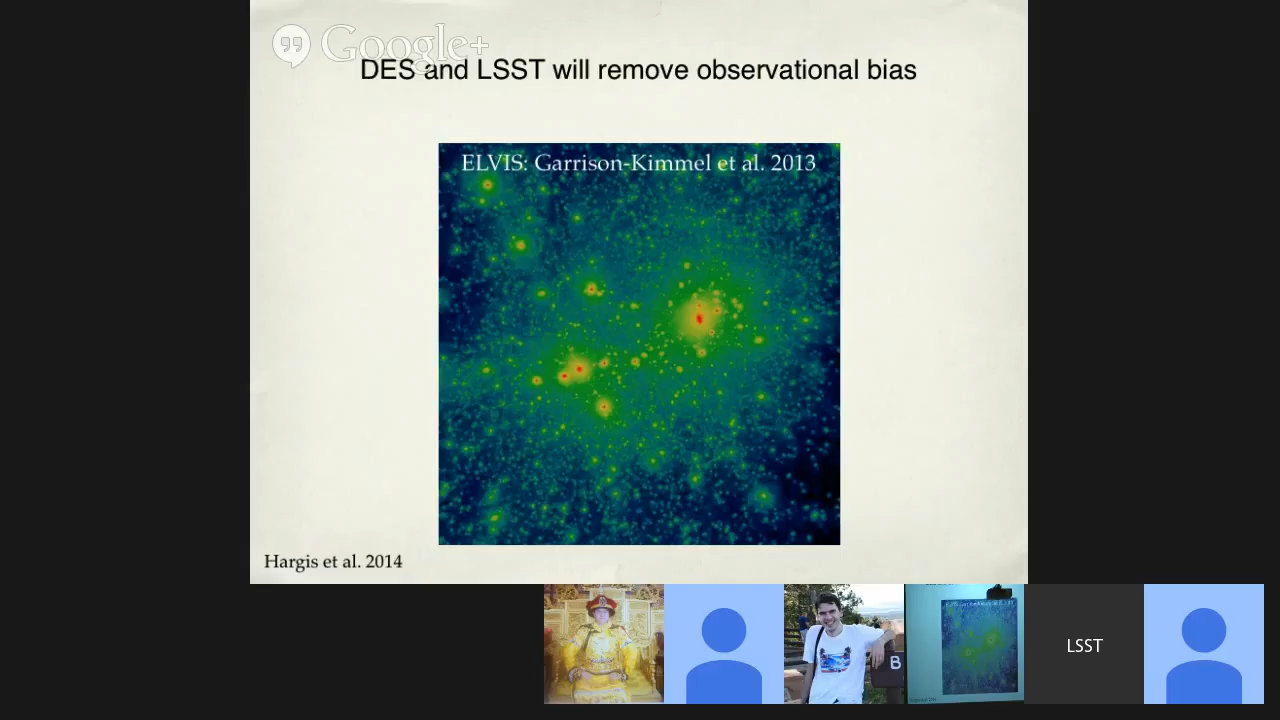 Google+
DES and LSST will remove observational bias
ELVIS: Garrison-Kimmel et al. 2013
Hargis et al. 2014
B
LSST